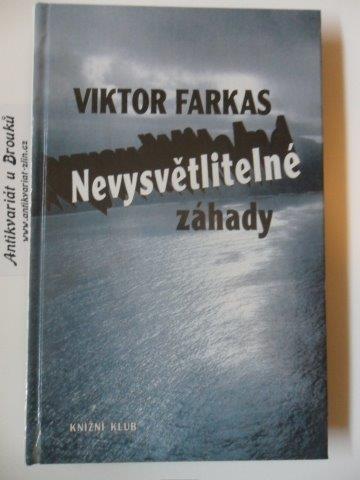 VIKTOR FARKAS
Nevysvětlitelné
záhady
KNIŽNÍ KLUB
Antikvariát u Brouků
www.antikvariat-zlin.cz